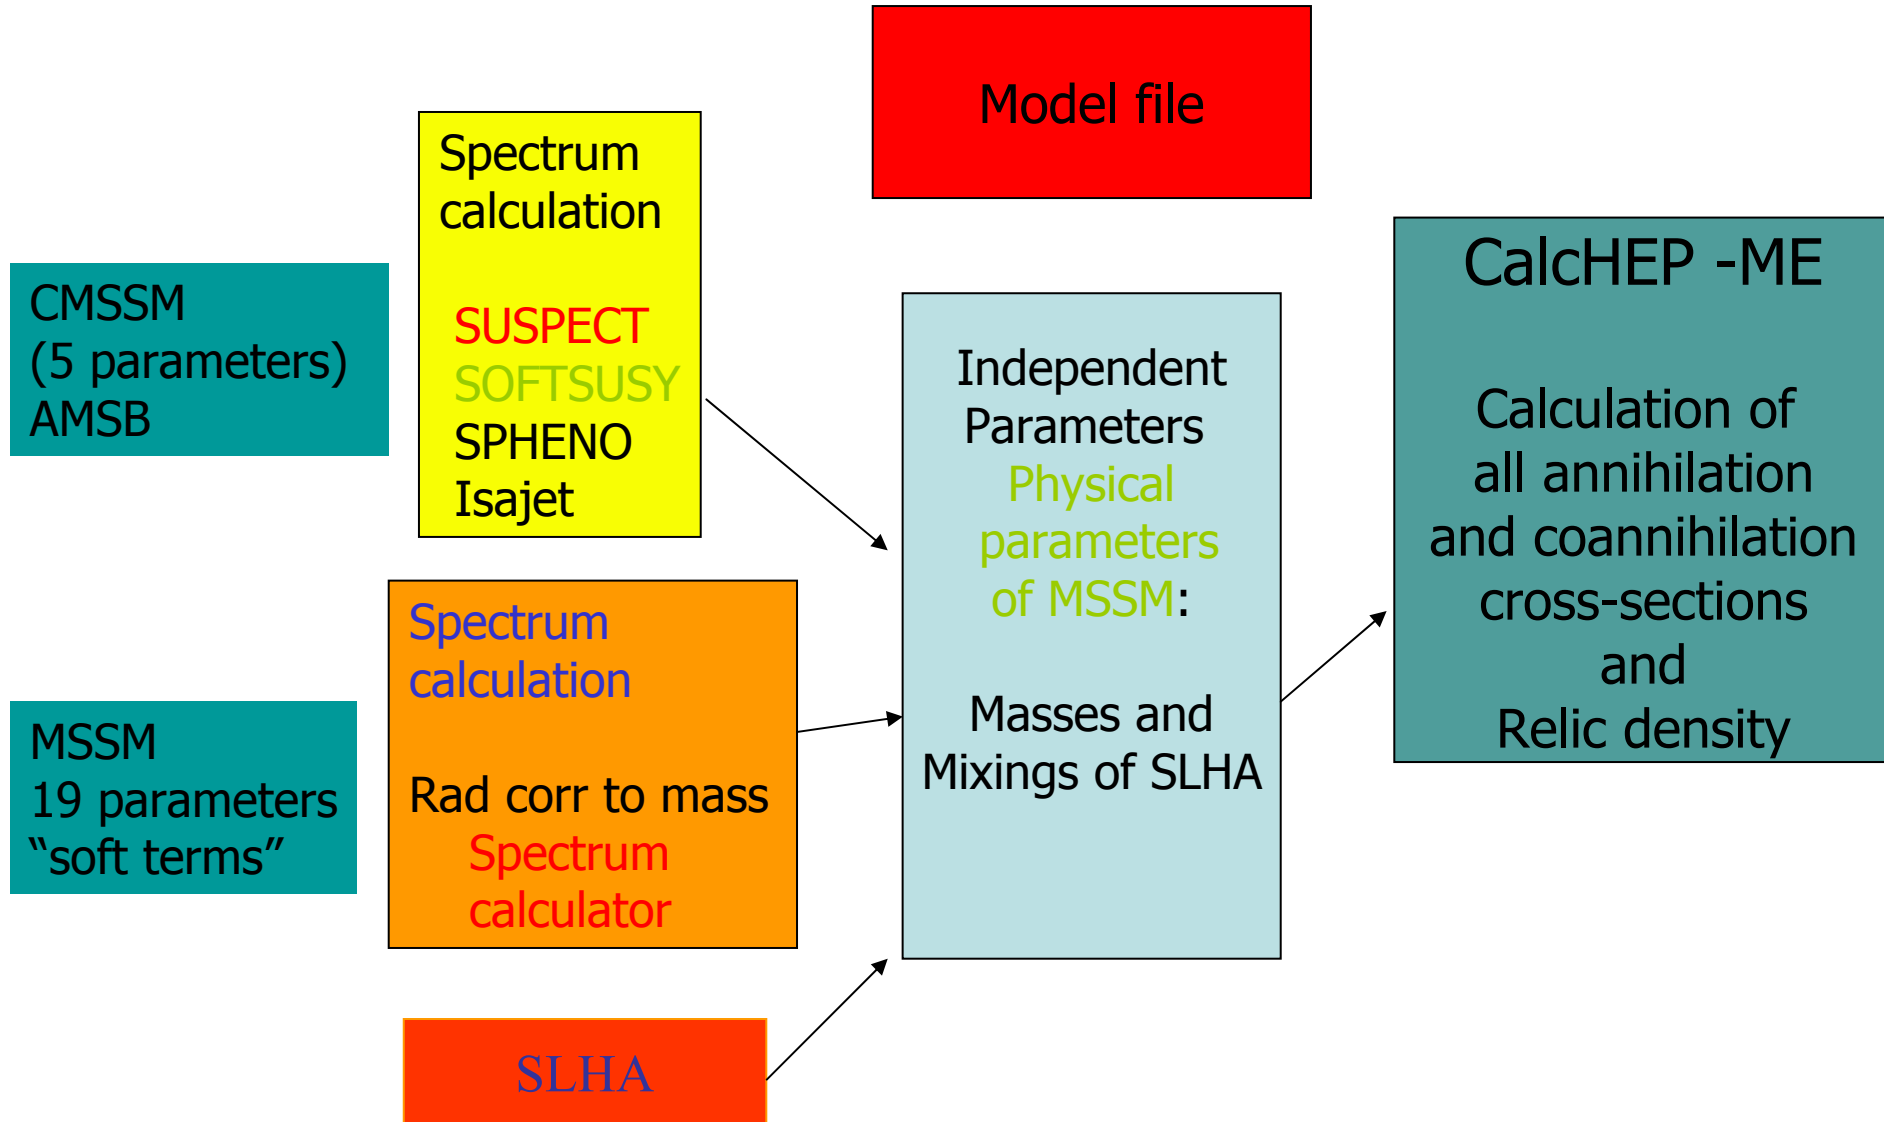 Model file
Spectrum
calculation
SUSPECT
SOFTSUSY
SPHENO
Isajet
CMSSM
(5 parameters)
AMSB
Spectrum
calculation
Rad corr to mass
Spectrum
calculator
MSSM
19 parameters
“soft terms”
SLHA
Independent
Parameters
Physical
parameters
of MSSM:
Masses and
Mixings of SLHA
CalcHEP -ME
Calculation of
all annihilation
and coannihilation
cross-sections
and
Relic density